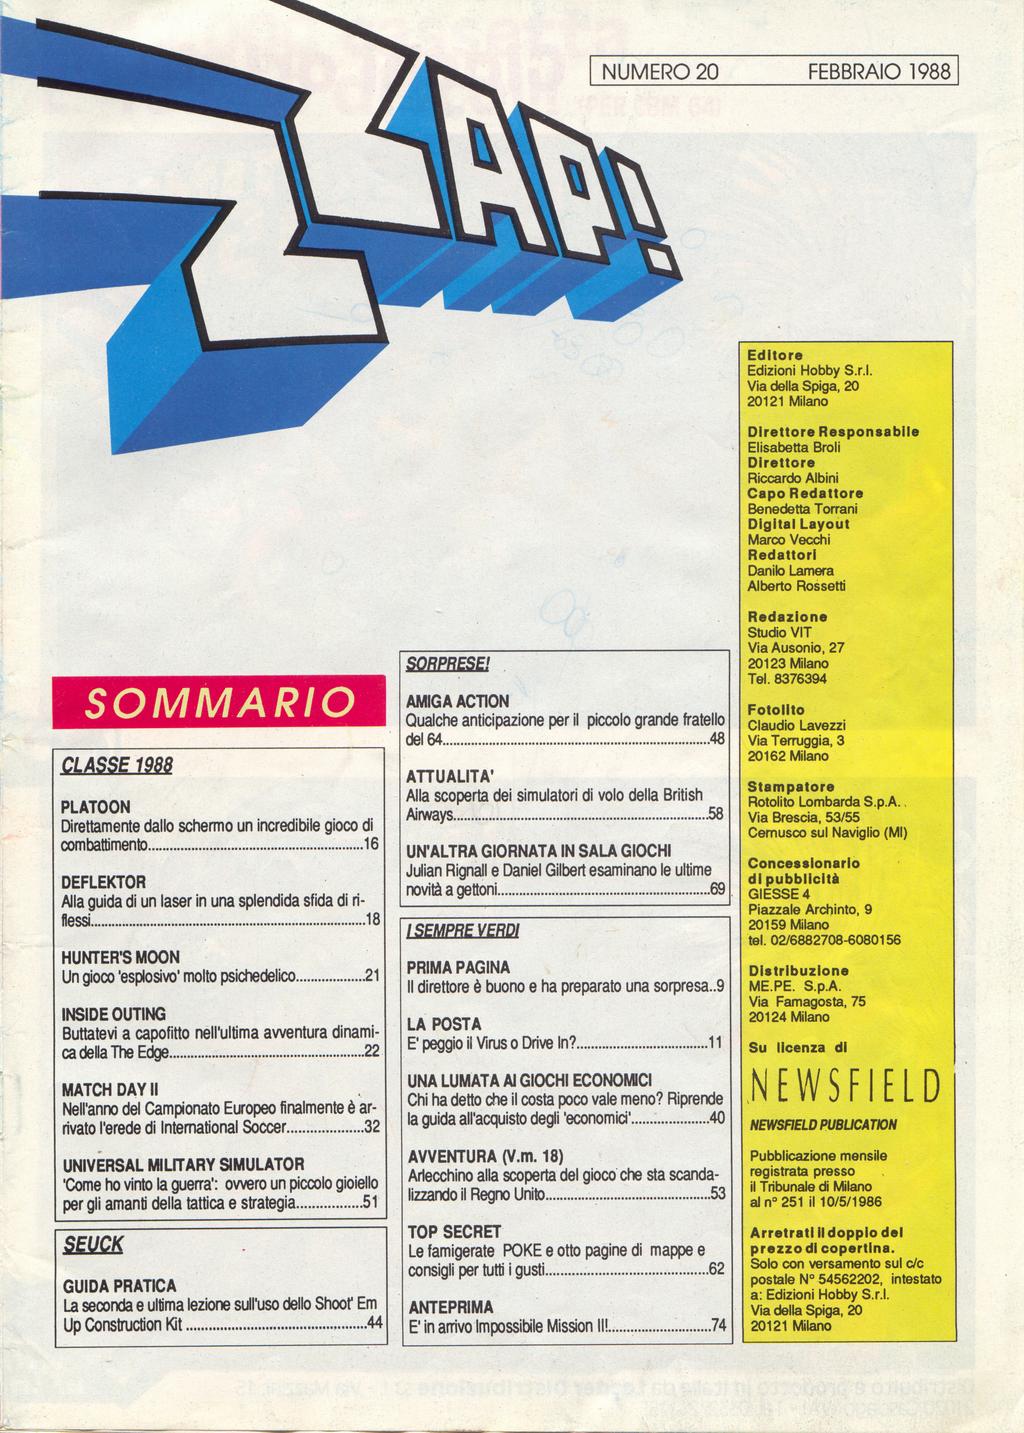 ZAP!
NUMERO 20 FEBBRAIO 1988
SOMMARIO
CLASSE 1988
PLATOON
Direttamente dallo schermo un incredibile gioco di
combattimento................................................................16
DEFLEKTOR
Alla guida di un laser in una splendida sfida di ri-
flessi..................................................................................18
HUNTER'S MOON
Un gioco 'esplosivo' molto psichedelico..................21
INSIDE OUTING
Buttatevi a capofitto nell'ultima avventura dinami-
ca della The Edge..........................................................22
MATCH DAY II
Nell'anno del Campionato Europeo finalmente è ar-
rivato l'erede di International Soccer.......................32
UNIVERSAL MILITARY SIMULATOR
'Come ho vinto la guerra': ovvero un piccolo gioiello
per gli amanti della tattica e strategia...................51
SEUCK
GUIDA PRATICA
La seconda e ultima lezione sull'uso dello Shoot' Em
Up Construction Kit ......................................................44
SORPRESE!
AMIGA ACTION
Qualche anticipazione per il piccolo grande fratello
del 64................................................................................48
ATTUALITA'
Alla scoperta dei simulatori di volo della British
Airways............................................................................58
UN'ALTRA GIORNATA IN SALA GIOCHI
Julian Rignall e Daniel Gilbert esaminano le ultime
novità a gettoni...............................................................69
I SEMPRE VERDI
PRIMA PAGINA
Il direttore è buono e ha preparato una sorpresa..9
LA POSTA
E' peggio il Virus o Drive In?.......................................11
UNA LUMATA AI GIOCHI ECONOMICI
Chi ha detto che il costa poco vale meno? Riprende
la guida all'acquisto degli 'economici'.......................40
AVVENTURA (V.m. 18)
Arlecchino alla scoperta del gioco che sta scanda-
lizzando il Regno Unito.................................................53
TOP SECRET
Le famigerate POKE e otto pagine di mappe e
consigli per tutti i gusti.................................................62
ANTEPRIMA
E' in arrivo Impossibile Mission II!...............................74
Editore
Edizioni Hobby S.r.l.
Via della Spiga, 20
20121 Milano
Direttore Responsabile
Elisabetta Broli
Direttore
Riccardo Albini
Capo Redattore
Benedetta Torrani
Digital Layout
Marco Vecchi
Redattori
Danilo Lamera
Alberto Rossetti
Redazione
Studio VIT
Via Ausonio, 27
20123 Milano
Tel. 8376394
Fotolito
Claudio Lavezzi
Via Terruggia, 3
20162 Milano
Stampatore
Rotolito Lombarda S.p.A.
Via Brescia, 53/55
Cernusco sul Naviglio (MI)
Concessionario
di pubblicità
GIESSE 4
Piazzale Archinto, 9
20159 Milano
tel. 02/6882708-6080156
Distribuzione
ME.PE. S.p.A.
Via Famagosta, 75
20124 Milano
Su licenza di
NEWSFIELD
NEWSFIELD PUBLICATION
Pubblicazione mensile
registrata presso
il Tribunale di Milano
al n° 251 il 10/5/1986
Arretrati il doppio del
prezzo di copertina.
Solo con versamento sul c/c
postale N° 54562202, intestato
a: Edizioni Hobby S.r.l.
Via della Spiga, 20
20121 Milano